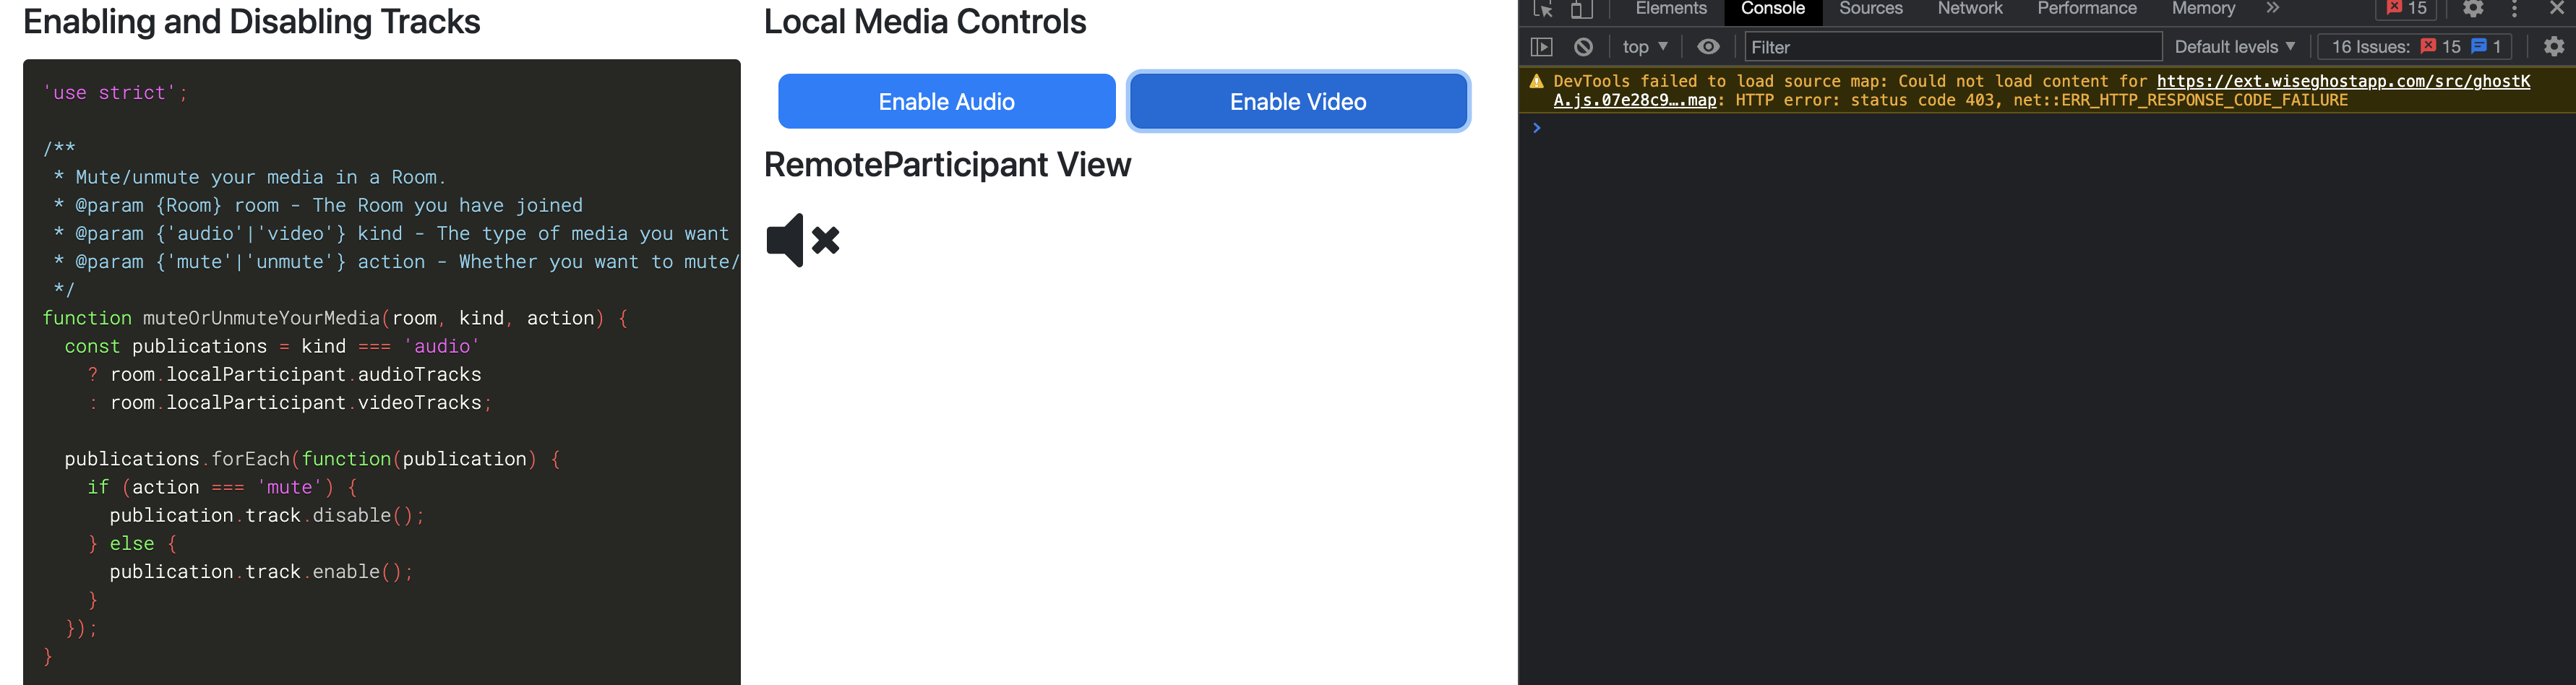 Enabling and Disabling Tracks
'use strict';
/**
* Mute/unmute your media in a Room.
* @param {Room} room - The Room you have joined
* @param {'audio'|'video'} kind - The type of media you want
* @param {'mute'|'unmute'} action - Whether you want to mute/
*/
function muteOrUnmuteYourMedia(room, kind, action) {
const publications = kind === 'audio'
? room.localParticipant.audioTracks
: room.localParticipant.videoTracks;
publications.forEach(function(publication) {
if (action === 'mute') {
publication.track.disable();
} else {
publication.track.enable();
}
});
}
Local Media Controls
Enable Audio Enable Video
RemoteParticipant View
Elements Console Sources Network Performance Memory 15
top Filter Default levels 16 Issues: 15 1
DevTools failed to load source map: Could not load content for https://ext.wiseghostapp.com/src/ghostK
A.js.07e28c9….map: HTTP error: status code 403, net::ERR_HTTP_RESPONSE_CODE_FAILURE